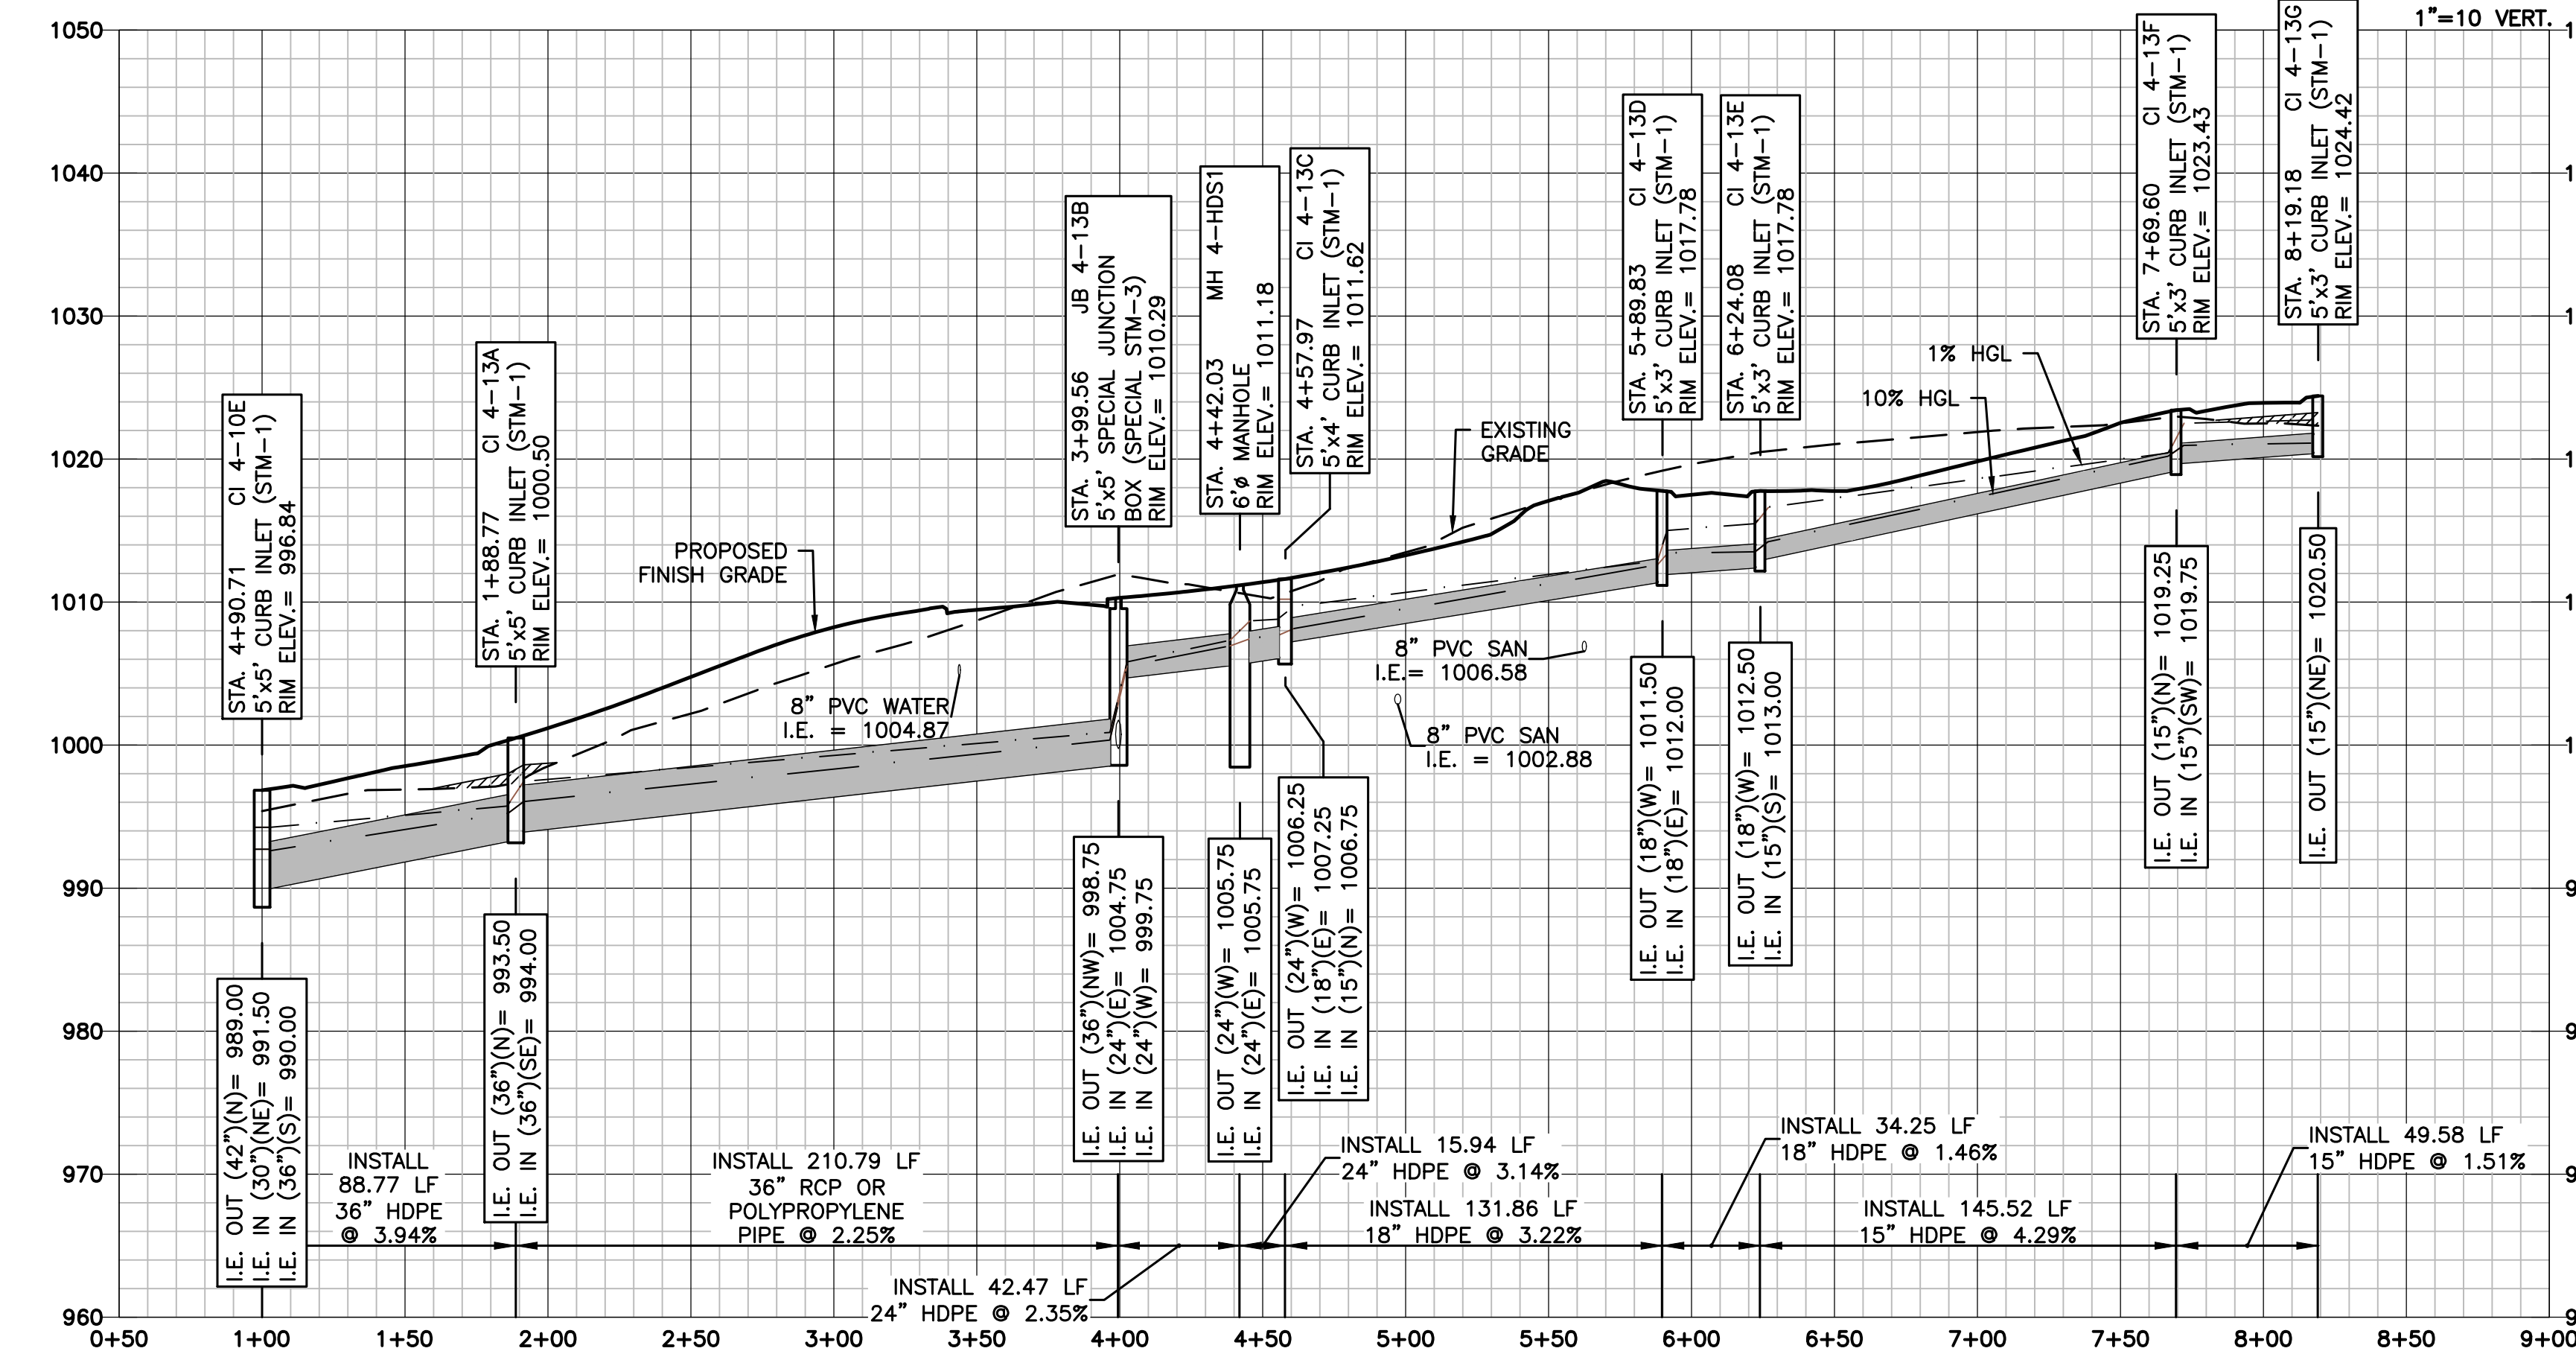 1"=10 VERT.
1050
1040
1030
1020
1010
1000
990
980
970
960
STA. 4+90.71 CI 4-10E
5'x5' CURB INLET (STM-1)
RIM ELEV.= 996.84
STA. 1+88.77 CI 4-13A
5'x5' CURB INLET (STM-1)
RIM ELEV.= 1000.50
STA. 3+99.56 JB 4-13B
5'x5' SPECIAL JUNCTION
BOX (SPECIAL STM-3)
RIM ELEV.= 1010.29
STA. 4+42.03 MH 4-HDS1
6'ø MANHOLE
RIM ELEV.= 1011.18
STA. 4+57.97 CI 4-13C
5'x4' CURB INLET (STM-1)
RIM ELEV.= 1011.62
STA. 5+89.83 CI 4-13D
5'x3' CURB INLET (STM-1)
RIM ELEV.= 1017.78
STA. 6+24.08 CI 4-13E
5'x3' CURB INLET (STM-1)
RIM ELEV.= 1017.78
STA. 7+69.60 CI 4-13F
5'x3' CURB INLET (STM-1)
RIM ELEV.= 1023.43
STA. 8+19.18 CI 4-13G
5'x3' CURB INLET (STM-1)
RIM ELEV.= 1024.42
PROPOSED
FINISH GRADE
EXISTING
GRADE
1% HGL
10% HGL
8" PVC WATER
I.E. = 1004.87
8" PVC SAN
I.E.= 1006.58
8" PVC SAN
I.E. = 1002.88
I.E. OUT (42")(N)= 989.00
I.E. IN (30")(NE)= 991.50
I.E. IN (36")(S)= 990.00
I.E. OUT (36")(N)= 993.50
I.E. IN (36")(SE)= 994.00
I.E. OUT (36")(NW)= 998.75
I.E. IN (24")(E)= 1004.75
I.E. IN (24")(W)= 999.75
I.E. OUT (24")(W)= 1005.75
I.E. IN (24")(E)= 1005.75
I.E. OUT (24")(W)= 1006.25
I.E. IN (18")(E)= 1007.25
I.E. IN (15")(N)= 1006.75
I.E. OUT (18")(W)= 1011.50
I.E. IN (18")(E)= 1012.00
I.E. OUT (18")(W)= 1012.50
I.E. IN (15")(S)= 1013.00
I.E. OUT (15")(N)= 1019.25
I.E. IN (15")(SW)= 1019.75
I.E. OUT (15")(NE)= 1020.50
INSTALL
88.77 LF
36" HDPE
@ 3.94%
INSTALL 210.79 LF
36" RCP OR
POLYPROPYLENE
PIPE @ 2.25%
INSTALL 42.47 LF
24" HDPE @ 2.35%
INSTALL 15.94 LF
24" HDPE @ 3.14%
INSTALL 131.86 LF
18" HDPE @ 3.22%
INSTALL 34.25 LF
18" HDPE @ 1.46%
INSTALL 145.52 LF
15" HDPE @ 4.29%
INSTALL 49.58 LF
15" HDPE @ 1.51%
0+50 1+00 1+50 2+00 2+50 3+00 3+50 4+00 4+50 5+00 5+50 6+00 6+50 7+00 7+50 8+00 8+50 9+00